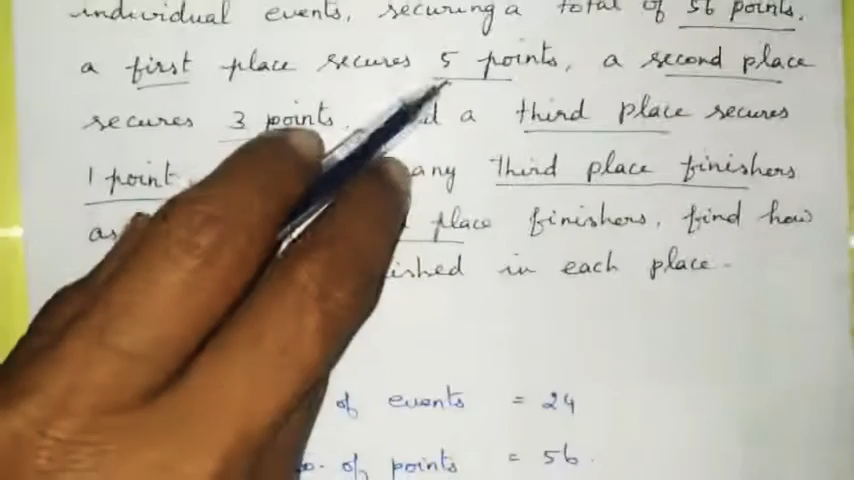 individual events, securing a total of 56 points.
a first place secures 5 points, a second place
secures 3 points, a third place secures
1 point any third place finishers
as place finishers, find how
in each place.
of events = 24
of points = 56.